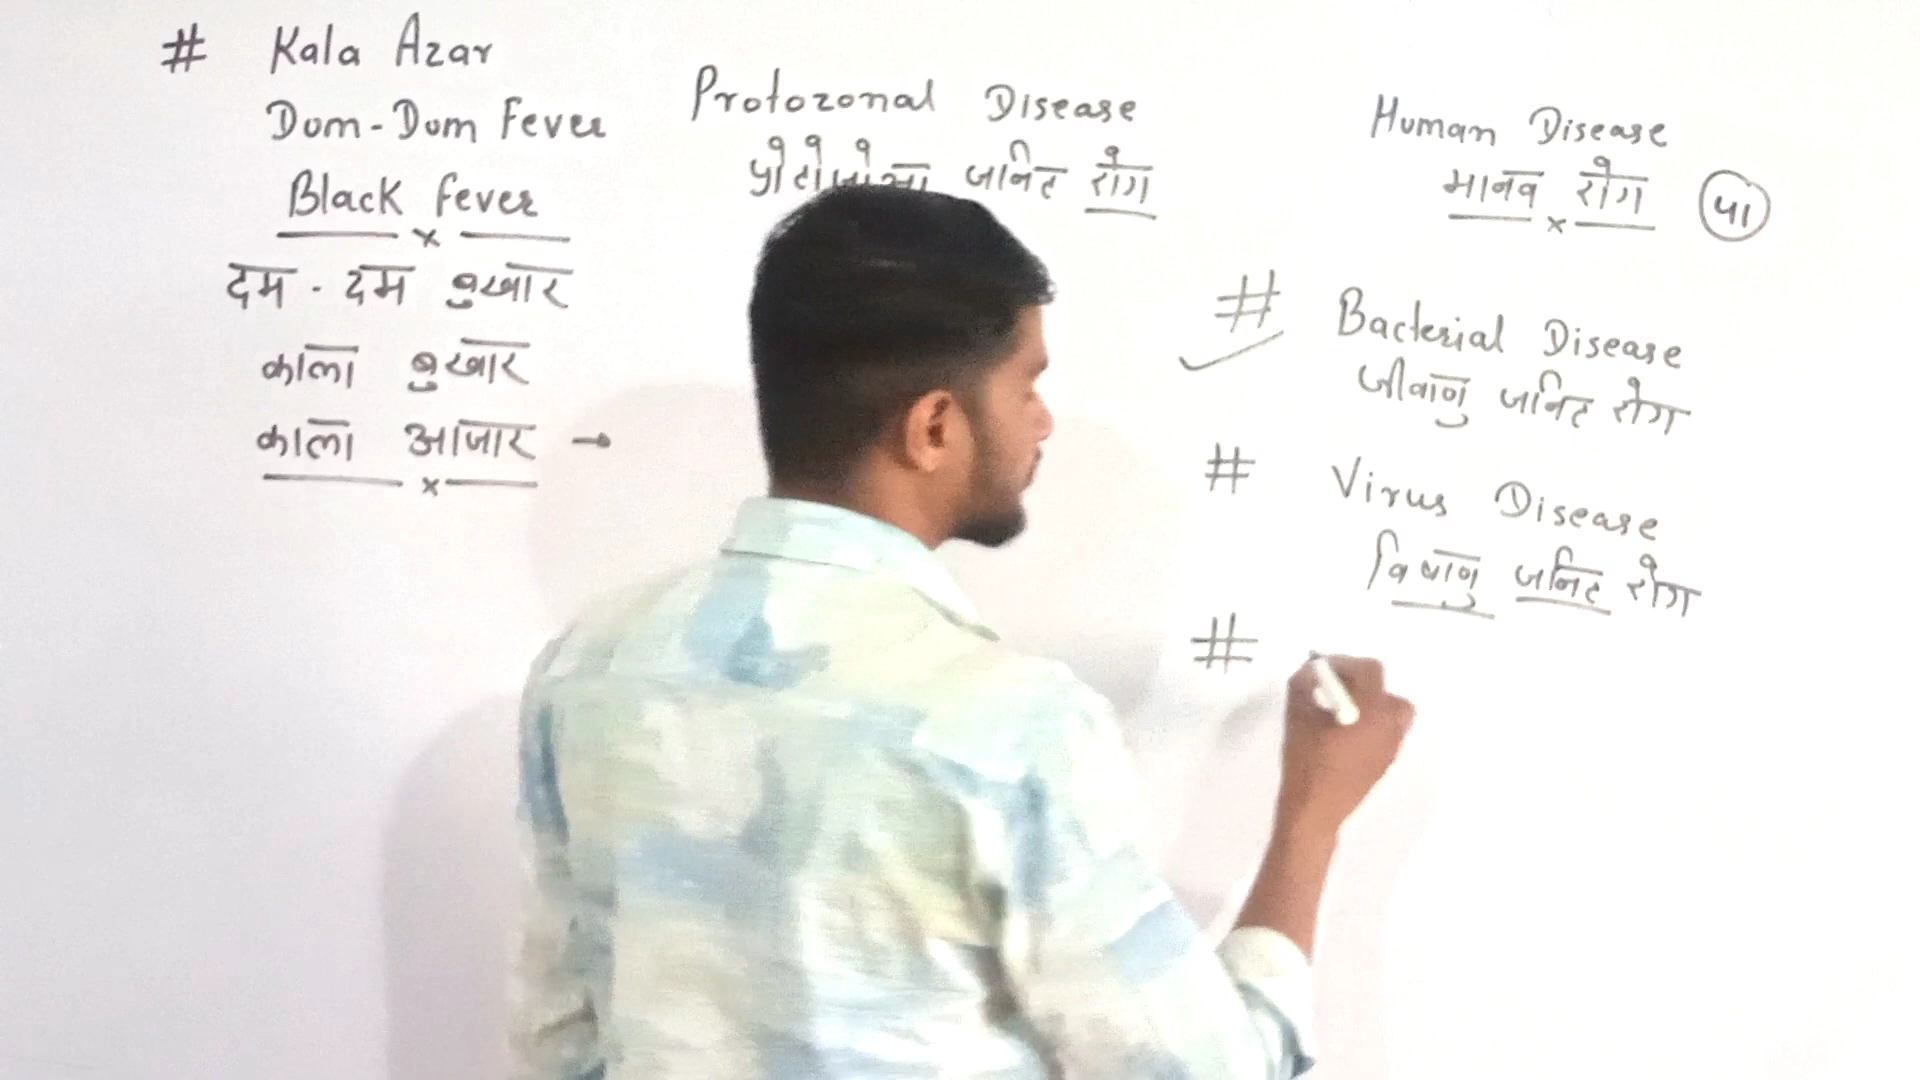 # Kala Azar
Dum-Dum Fever
Black Fever
दम - दम बुखार
काला बुखार
काला आजार →
Protozonal Disease
प्रोटोजोआ जनित रोग
Human Disease
मानव रोग
# Bacterial Disease
जीवाणु जनित रोग
# Virus Disease
विषाणु जनित रोग
#